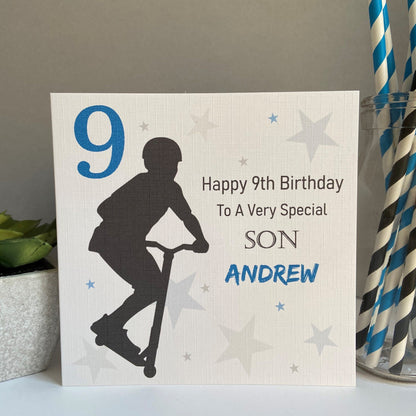 9
Happy 9th Birthday
To A Very Special
SON
ANDREW